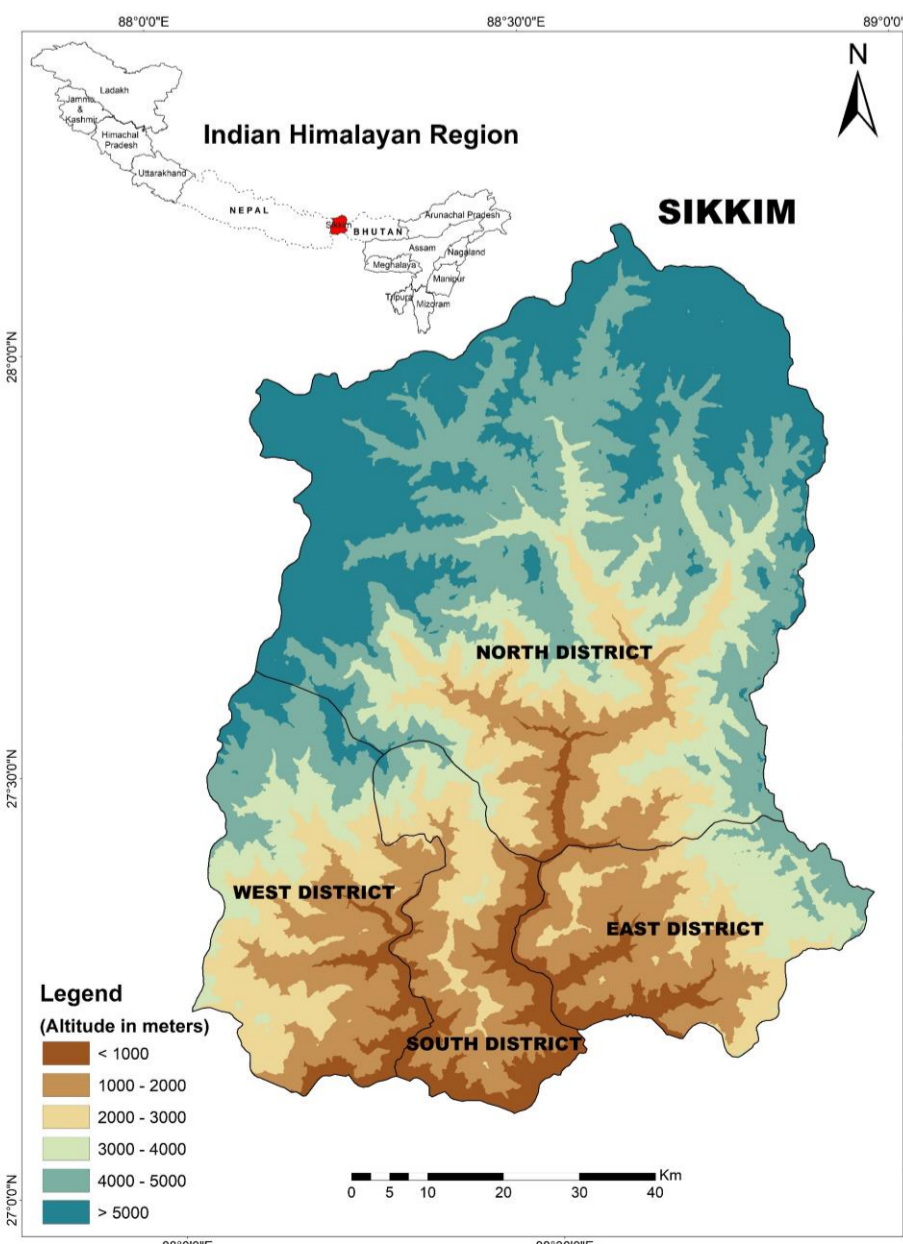 88°0'0"E
88°30'0"E
89°0'0"E
N
Ladakh
Jammu
&
Kashmir
Himachal
Pradesh
Uttarakhand
Indian Himalayan Region
NEPAL
Sikkim
BHUTAN
Arunachal Pradesh
Assam
Nagaland
Meghalaya
Manipur
Tripura
Mizoram
SIKKIM
28°0'0"N
27°30'0"N
27°0'0"N
NORTH DISTRICT
WEST DISTRICT
EAST DISTRICT
SOUTH DISTRICT
Legend
(Altitude in meters)
< 1000
1000 - 2000
2000 - 3000
3000 - 4000
4000 - 5000
> 5000
Km
0 5 10 20 30 40